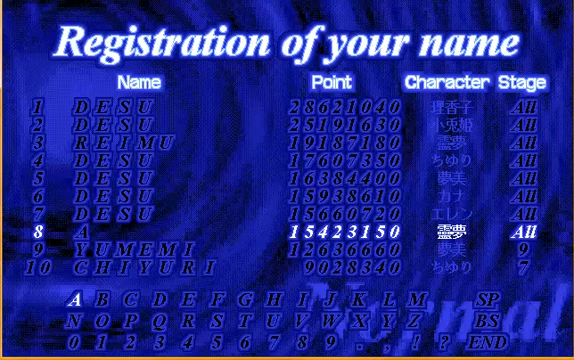 Registration of your name
Name Point Character Stage
1 DESU 28621040 理香子 All
2 DESU 25191630 小兎姫 All
3 REIMU 19187180 霊夢 All
4 DESU 17607350 ちゆり All
5 DESU 16384400 夢美 All
6 DESU 15938610 カナ All
7 DESU 15660720 エレン All
8 A 15423150 霊夢 All
9 YUMEMI 12636660 夢美 9
10 CHIYURI 9028340 ちゆり 7
Normal
A B C D E F G H I J K L M SP
N O P Q R S T U V W X Y Z BS
0 1 2 3 4 5 6 7 8 9 . , ! ? END